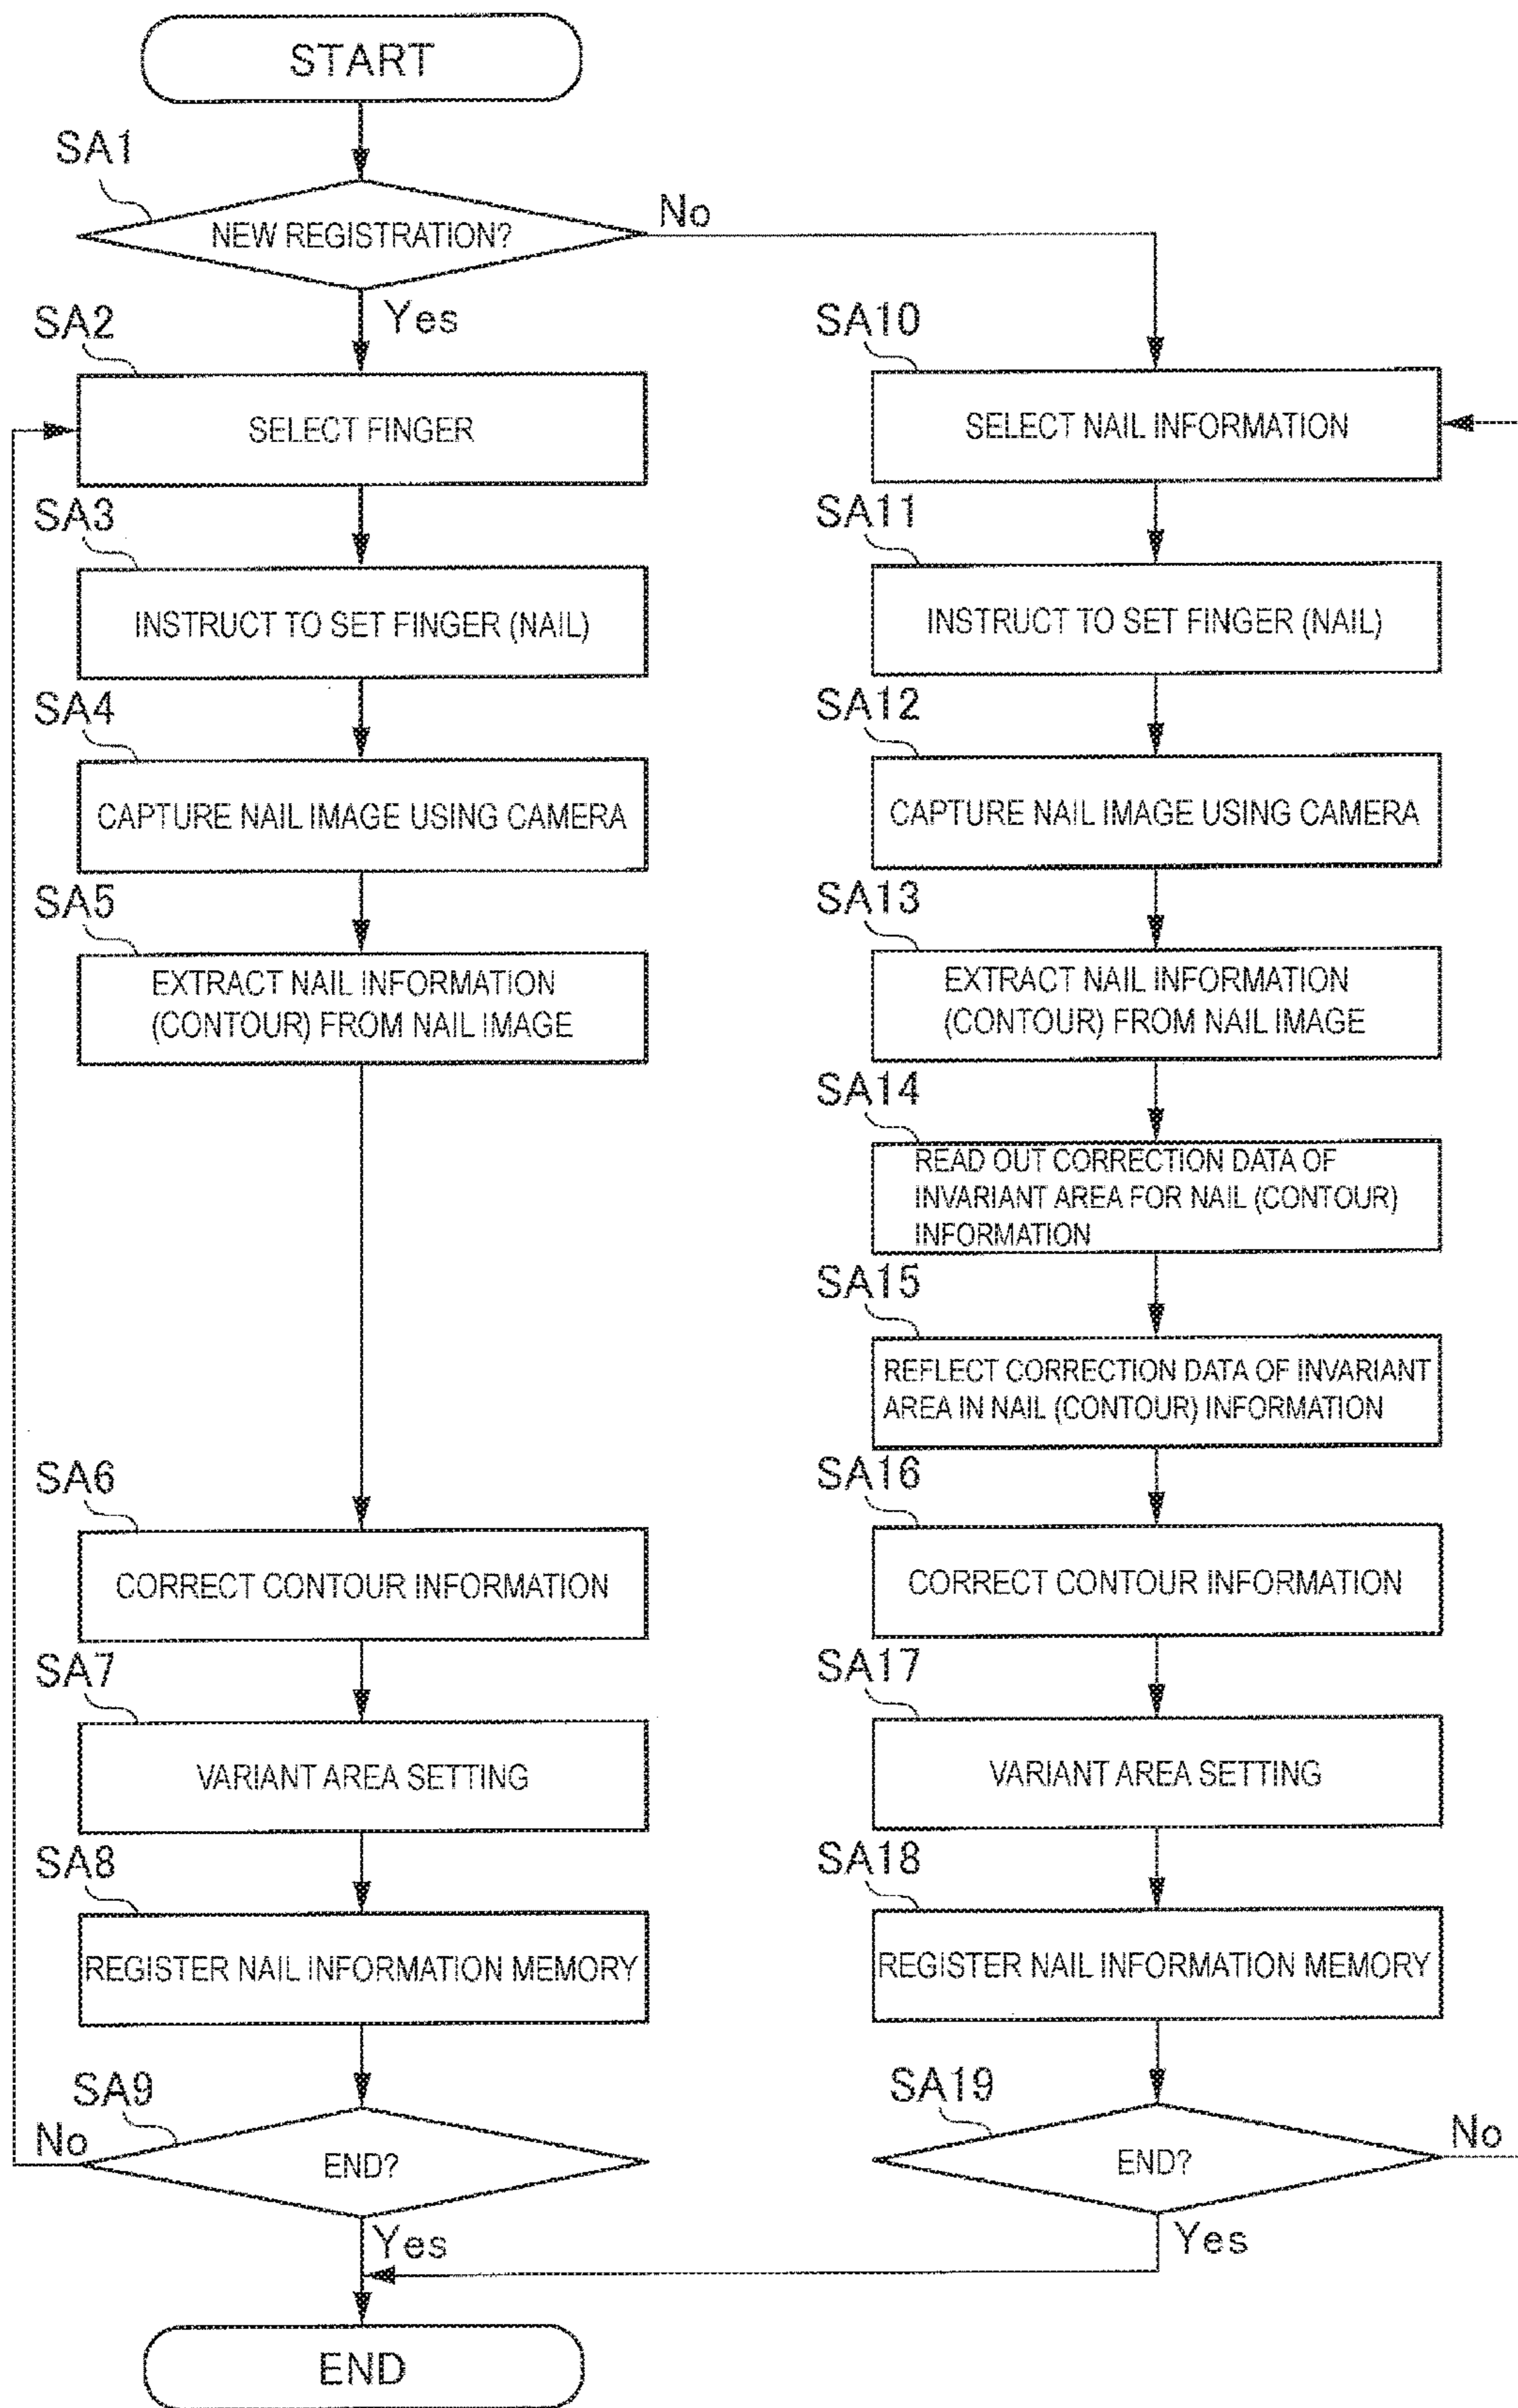 START
SA1
NEW REGISTRATION?
No
Yes
SA2
SELECT FINGER
SA3
INSTRUCT TO SET FINGER (NAIL)
SA4
CAPTURE NAIL IMAGE USING CAMERA
SA5
EXTRACT NAIL INFORMATION
(CONTOUR) FROM NAIL IMAGE
SA6
CORRECT CONTOUR INFORMATION
SA7
VARIANT AREA SETTING
SA8
REGISTER NAIL INFORMATION MEMORY
SA9
No
END?
Yes
SA10
SELECT NAIL INFORMATION
SA11
INSTRUCT TO SET FINGER (NAIL)
SA12
CAPTURE NAIL IMAGE USING CAMERA
SA13
EXTRACT NAIL INFORMATION
(CONTOUR) FROM NAIL IMAGE
SA14
READ OUT CORRECTION DATA OF
INVARIANT AREA FOR NAIL (CONTOUR)
INFORMATION
SA15
REFLECT CORRECTION DATA OF INVARIANT
AREA IN NAIL (CONTOUR) INFORMATION
SA16
CORRECT CONTOUR INFORMATION
SA17
VARIANT AREA SETTING
SA18
REGISTER NAIL INFORMATION MEMORY
SA19
END?
No
Yes
END